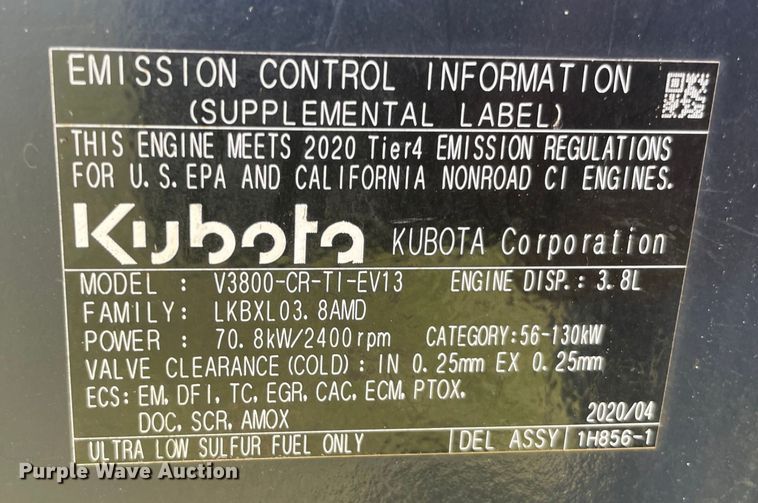 EMISSION CONTROL INFORMATION
(SUPPLEMENTAL LABEL)
THIS ENGINE MEETS 2020 Tier4 EMISSION REGULATIONS
FOR U.S.EPA AND CALIFORNIA NONROAD CI ENGINES.
Kubota KUBOTA Corporation
MODEL : V3800-CR-TI-EV13 ENGINE DISP.: 3.8L
FAMILY: LKBXL03.8AMD
POWER : 70.8kW/2400rpm CATEGORY:56-130kW
VALVE CLEARANCE(COLD): IN 0.25mm EX 0.25mm
ECS: EM, DFI, TC, EGR, CAC, ECM, PTOX,
DOC, SCR, AMOX 2020/04
ULTRA LOW SULFUR FUEL ONLY DEL ASSY 1H856-1
Purple Wave Auction